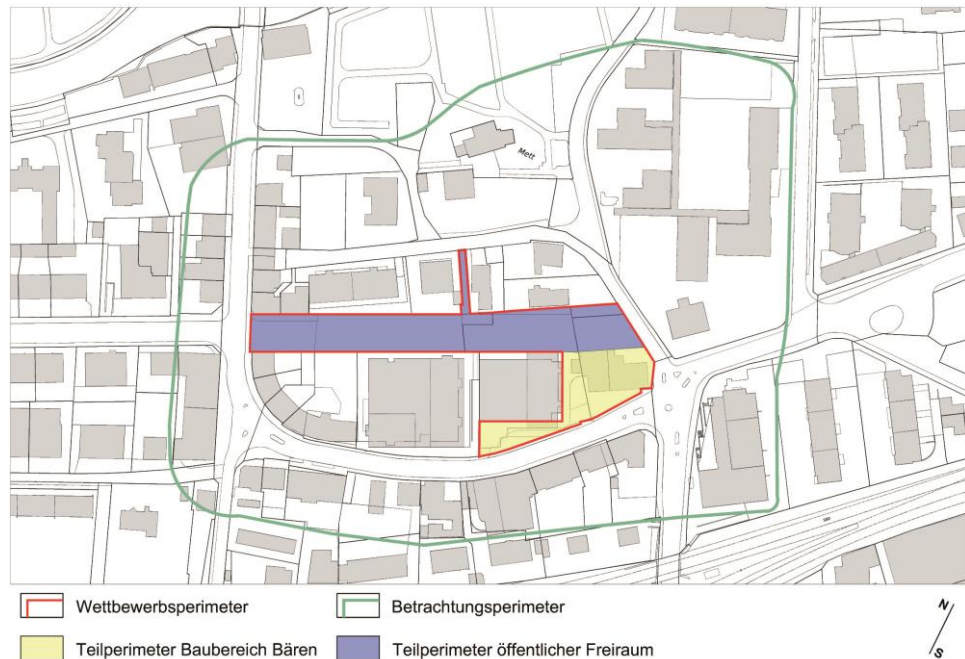 Mett
Wettbewerbsperimeter
Betrachtungsperimeter
Teilperimeter Baubereich Bären
Teilperimeter öffentlicher Freiraum
N
S